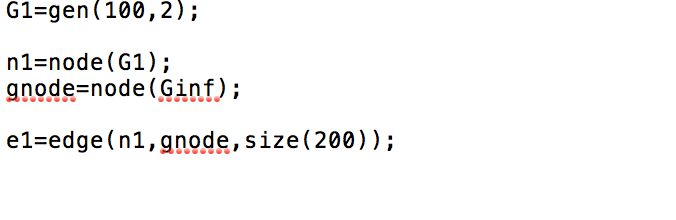 G1=gen(100,2);
n1=node(G1);
gnode=node(Ginf);
e1=edge(n1,gnode,size(200));